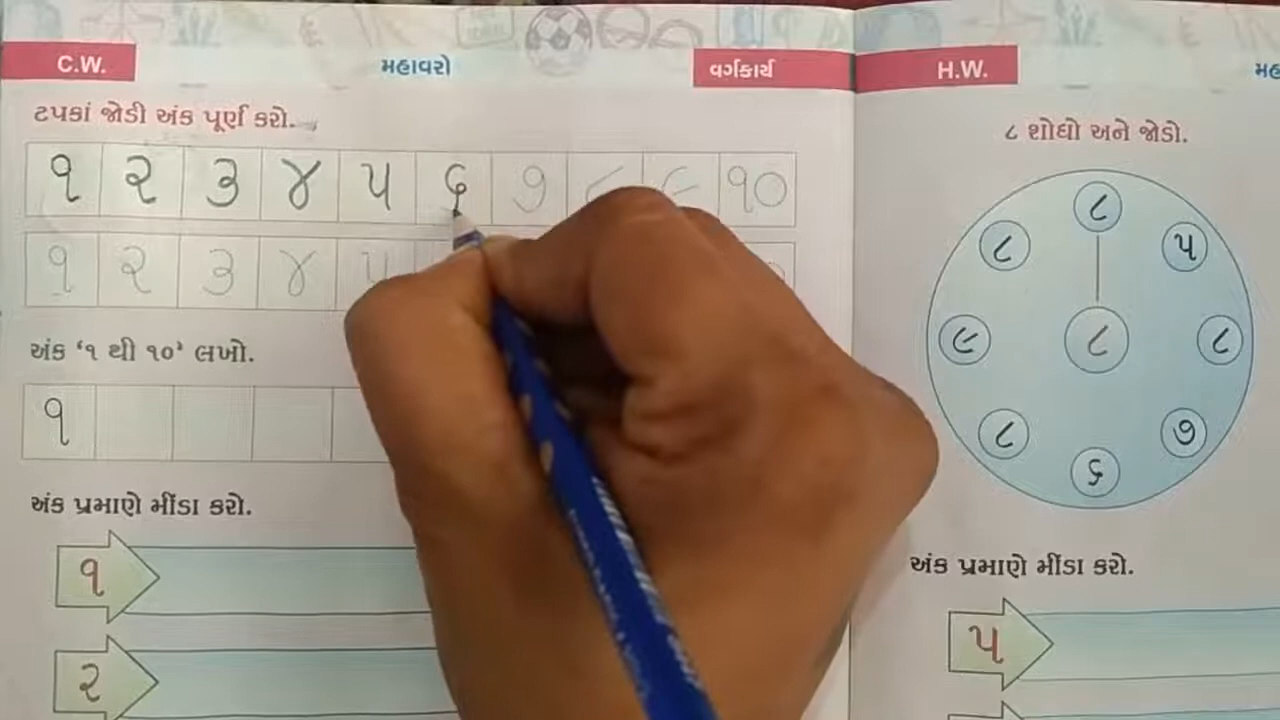 C.W. મહાવરો વર્ગકાર્ય
ટપકાં જોડી અંક પૂર્ણ કરો.
૧ ૨ ૩ ૪ ૫ ૬ ૭ ૮ ૯ ૧૦
૧ ૨ ૩ ૪ ૫
અંક ‘૧ થી ૧૦’ લખો.
૧
અંક પ્રમાણે મીંડા કરો.
૧
૨
H.W.
૮ શોધો અને જોડો.
૮
૮ ૫
૯ ૮ ૮
૮ ૭
૬
અંક પ્રમાણે મીંડા કરો.
૫